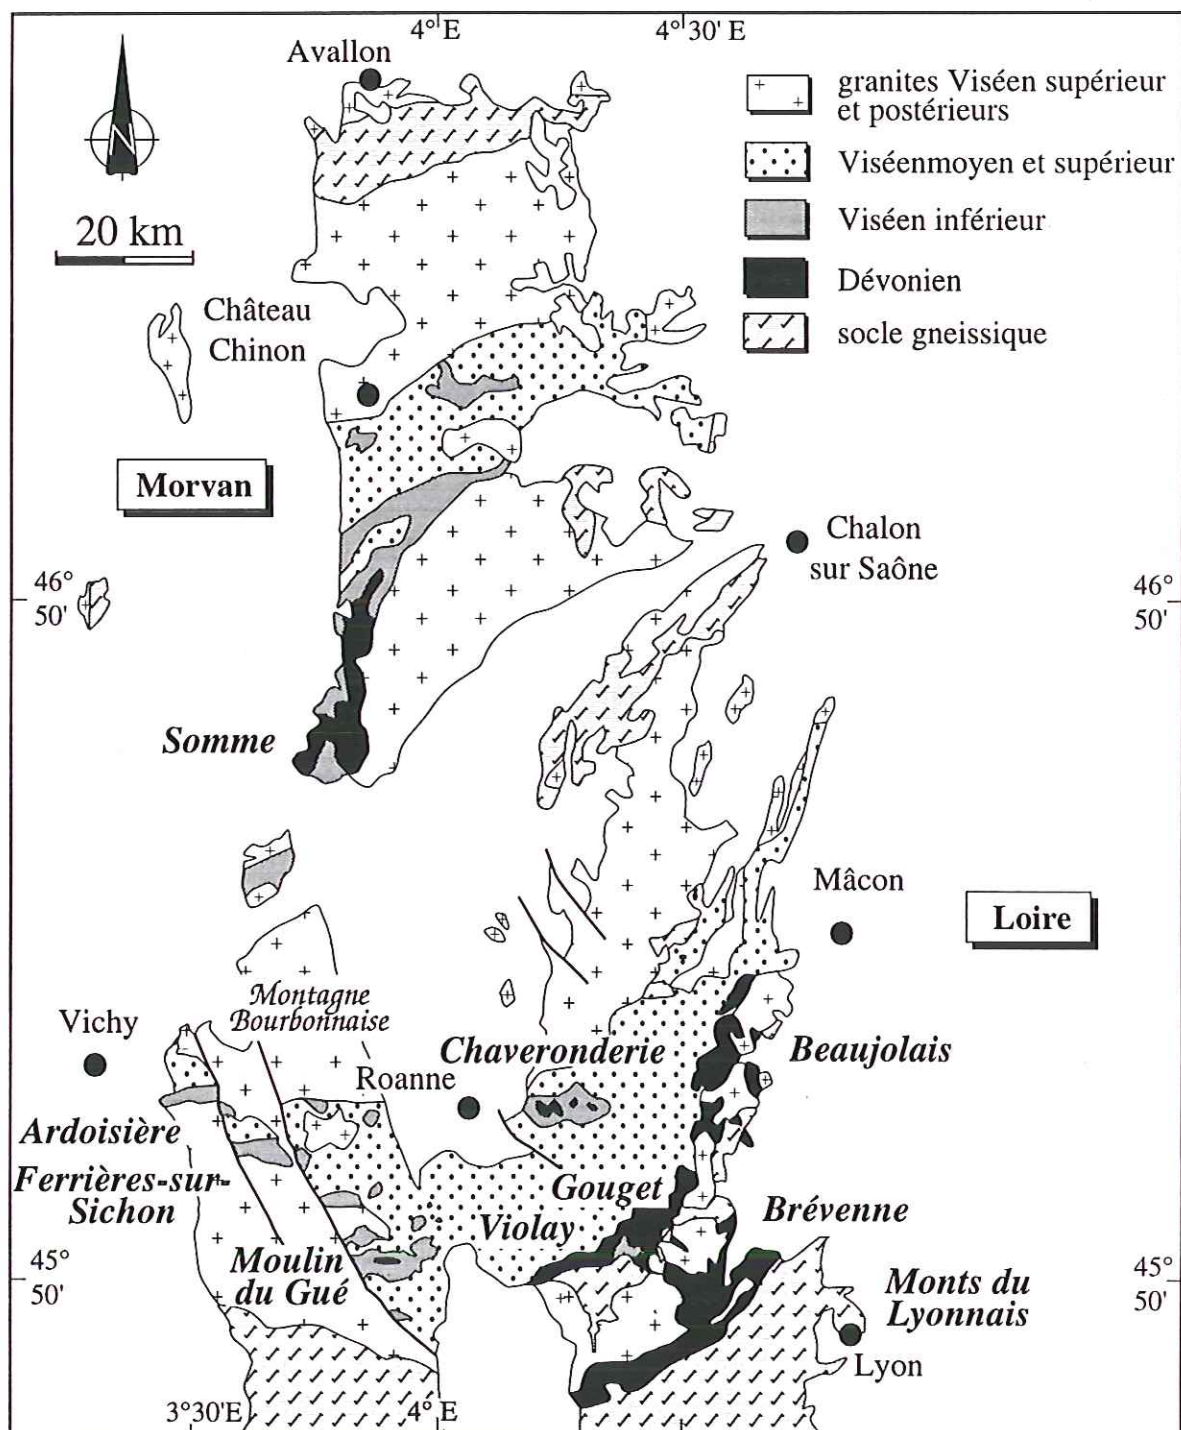 4° E
4° 30' E
Avallon
N
20 km
granites Viséen supérieur
et postérieurs
Viséenmoyen et supérieur
Viséen inférieur
Dévonien
socle gneissique
Château
Chinon
Morvan
Chalon
sur Saône
46°
50'
46°
50'
Somme
Mâcon
Loire
Montagne
Bourbonnaise
Vichy
Chaveronderie
Beaujolais
Roanne
Ardoisière
Ferrières-sur-
Sichon
Gouget
Violay
Brévenne
Moulin
du Gué
45°
50'
Monts du
Lyonnais
45°
50'
Lyon
3°30'E
4° E